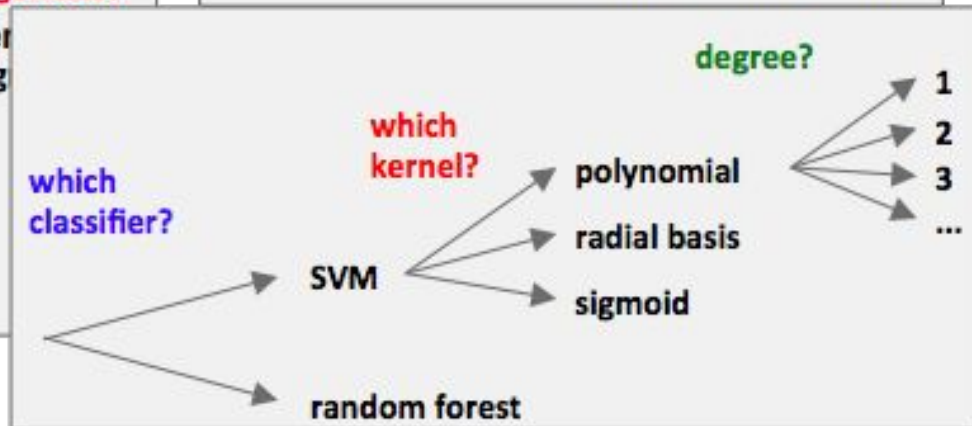 degree?
1
which
kernel?
2
polynomial
3
which
classifier?
...
radial basis
SVM
sigmoid
random forest